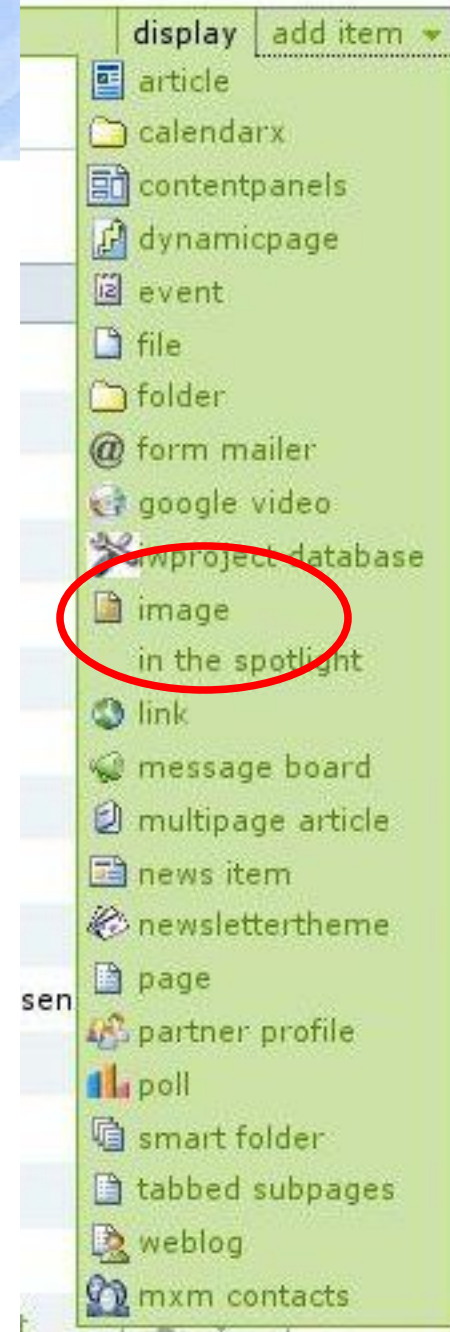 display add item
article
calendarx
contentpanels
dynamicpage
event
file
folder
form mailer
google video
iwproject database
image
in the spotlight
link
message board
multipage article
news item
newslettertheme
page
sen
partner profile
poll
smart folder
tabbed subpages
weblog
mxm contacts